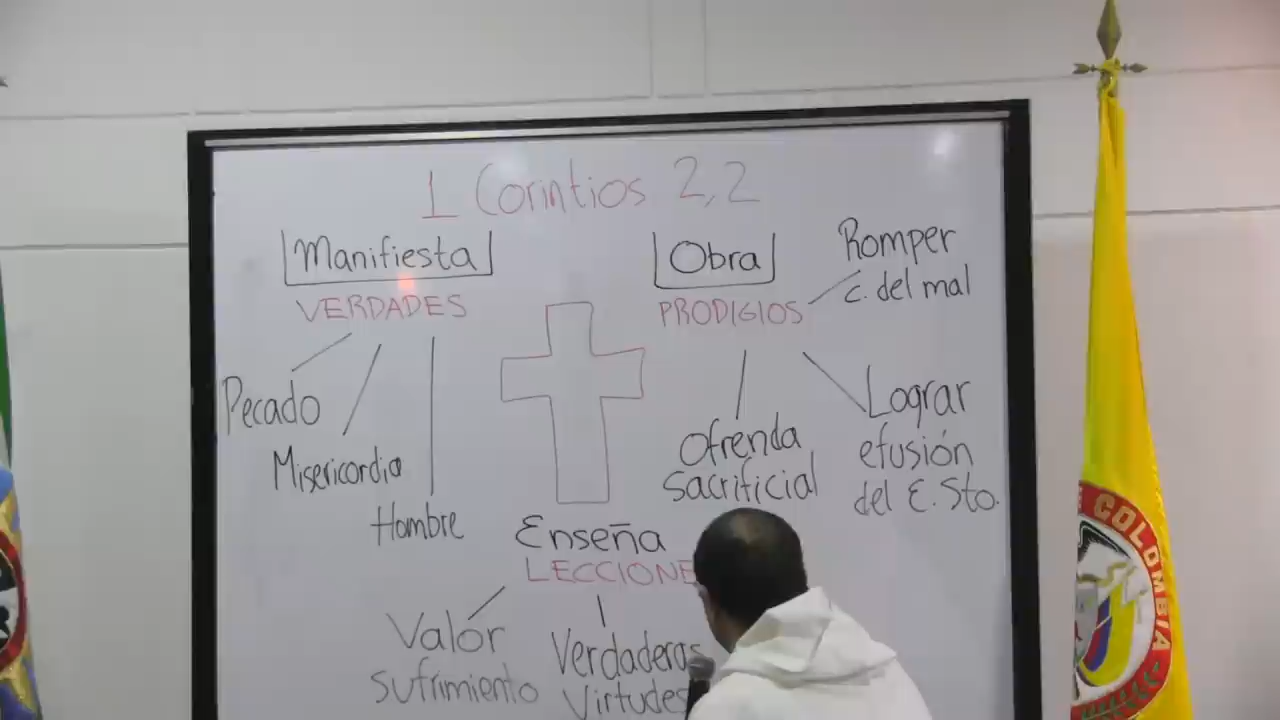 1 Corintios 2,2
Manifiesta
VERDADES
Pecado
Misericordia
Hombre
Obra
PRODIGIOS
Romper
c. del mal
Ofrenda
sacrificial
Lograr
efusión
del E. Sto.
Enseña
LECCIONE
Valor
sufrimiento
Verdaderas
Virtudes
COLOMBIA